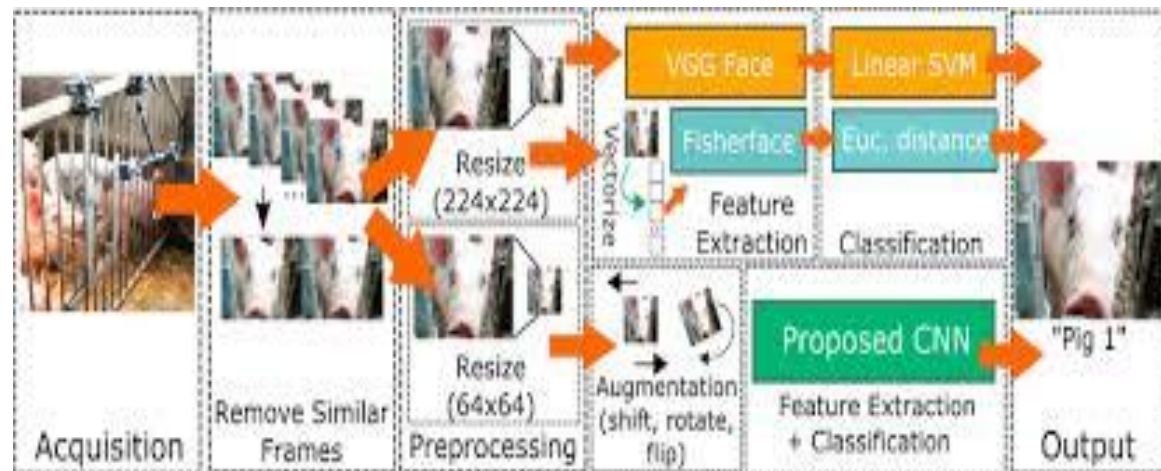 Acquisition
Remove Similar
Frames
Resize
(224x224)
Resize
(64x64)
Preprocessing
VGG Face
Linear SVM
Vectorize
Fisherface
Euc. distance
Feature
Extraction
Classification
Augmentation
(shift, rotate,
flip)
Proposed CNN
Feature Extraction
+ Classification
"Pig 1"
Output